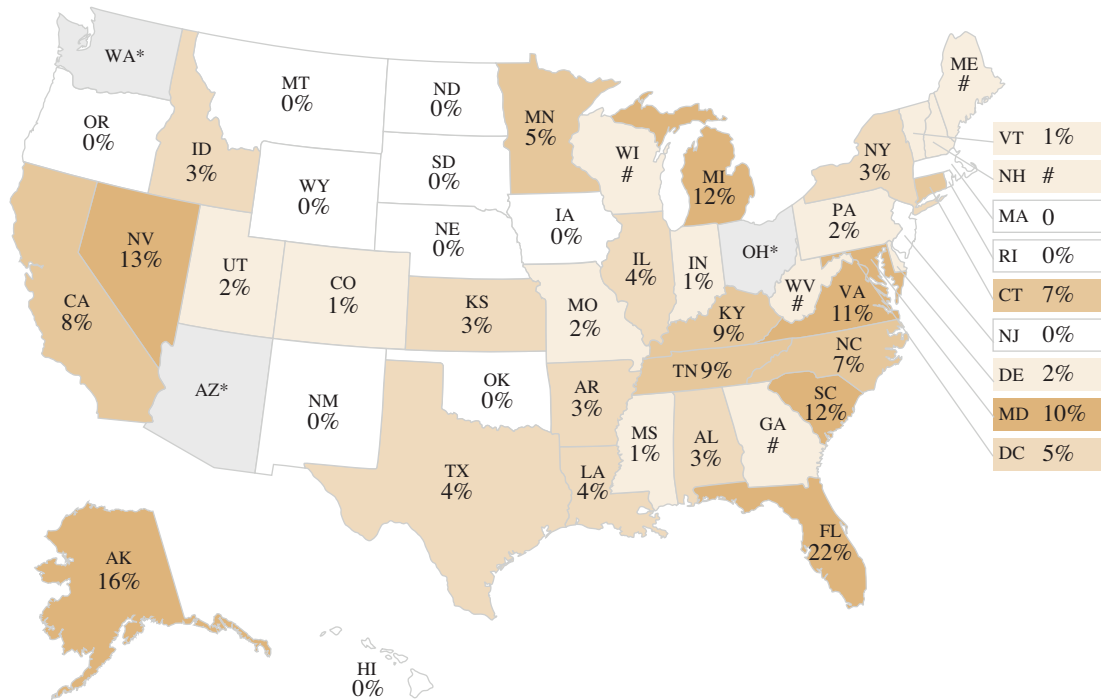 WA*
OR
0%
CA
8%
NV
13%
ID
3%
MT
0%
WY
0%
UT
2%
CO
1%
AZ*
NM
0%
ND
0%
SD
0%
NE
0%
KS
3%
OK
0%
TX
4%
MN
5%
IA
0%
MO
2%
AR
3%
LA
4%
WI
#
IL
4%
MI
12%
IN
1%
OH*
KY
9%
TN 9%
MS
1%
AL
3%
GA
#
FL
22%
SC
12%
NC
7%
VA
11%
WV
#
PA
2%
NY
3%
ME
#
VT 1%
NH #
MA 0
RI 0%
CT 7%
NJ 0%
DE 2%
MD 10%
DC 5%
AK
16%
HI
0%